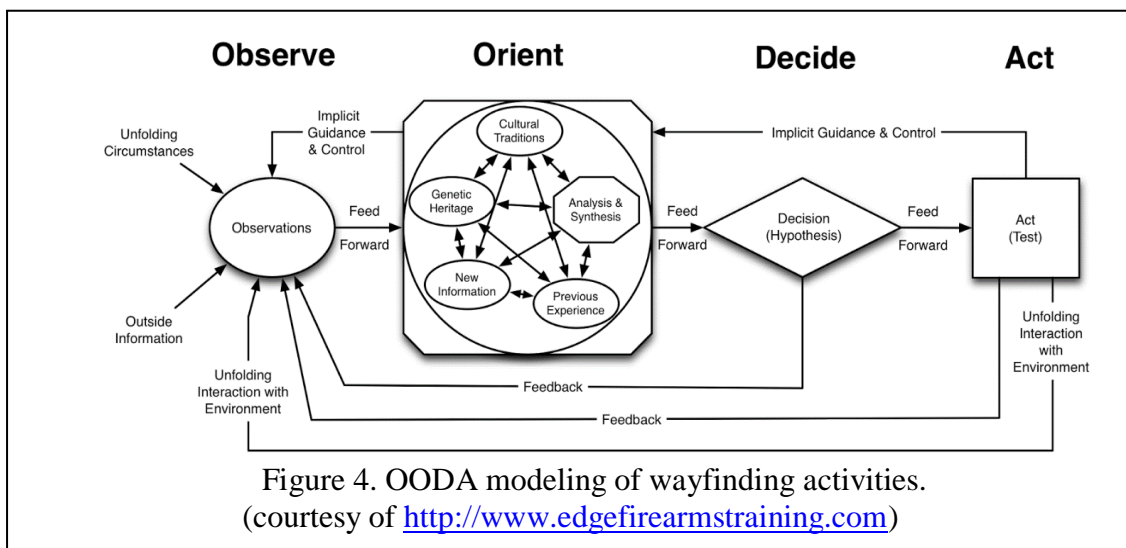 Observe
Orient
Decide
Act
Implicit
Guidance
& Control
Unfolding
Circumstances
Observations
Outside
Information
Feed
Forward
Cultural
Traditions
Genetic
Heritage
Analysis &
Synthesis
New
Information
Previous
Experience
Implicit Guidance & Control
Feed
Forward
Decision
(Hypothesis)
Feed
Forward
Act
(Test)
Unfolding
Interaction with
Environment
Feedback
Feedback
Unfolding
Interaction
with
Environment
Figure 4. OODA modeling of wayfinding activities.
(courtesy of http://www.edgefirearmstraining.com)